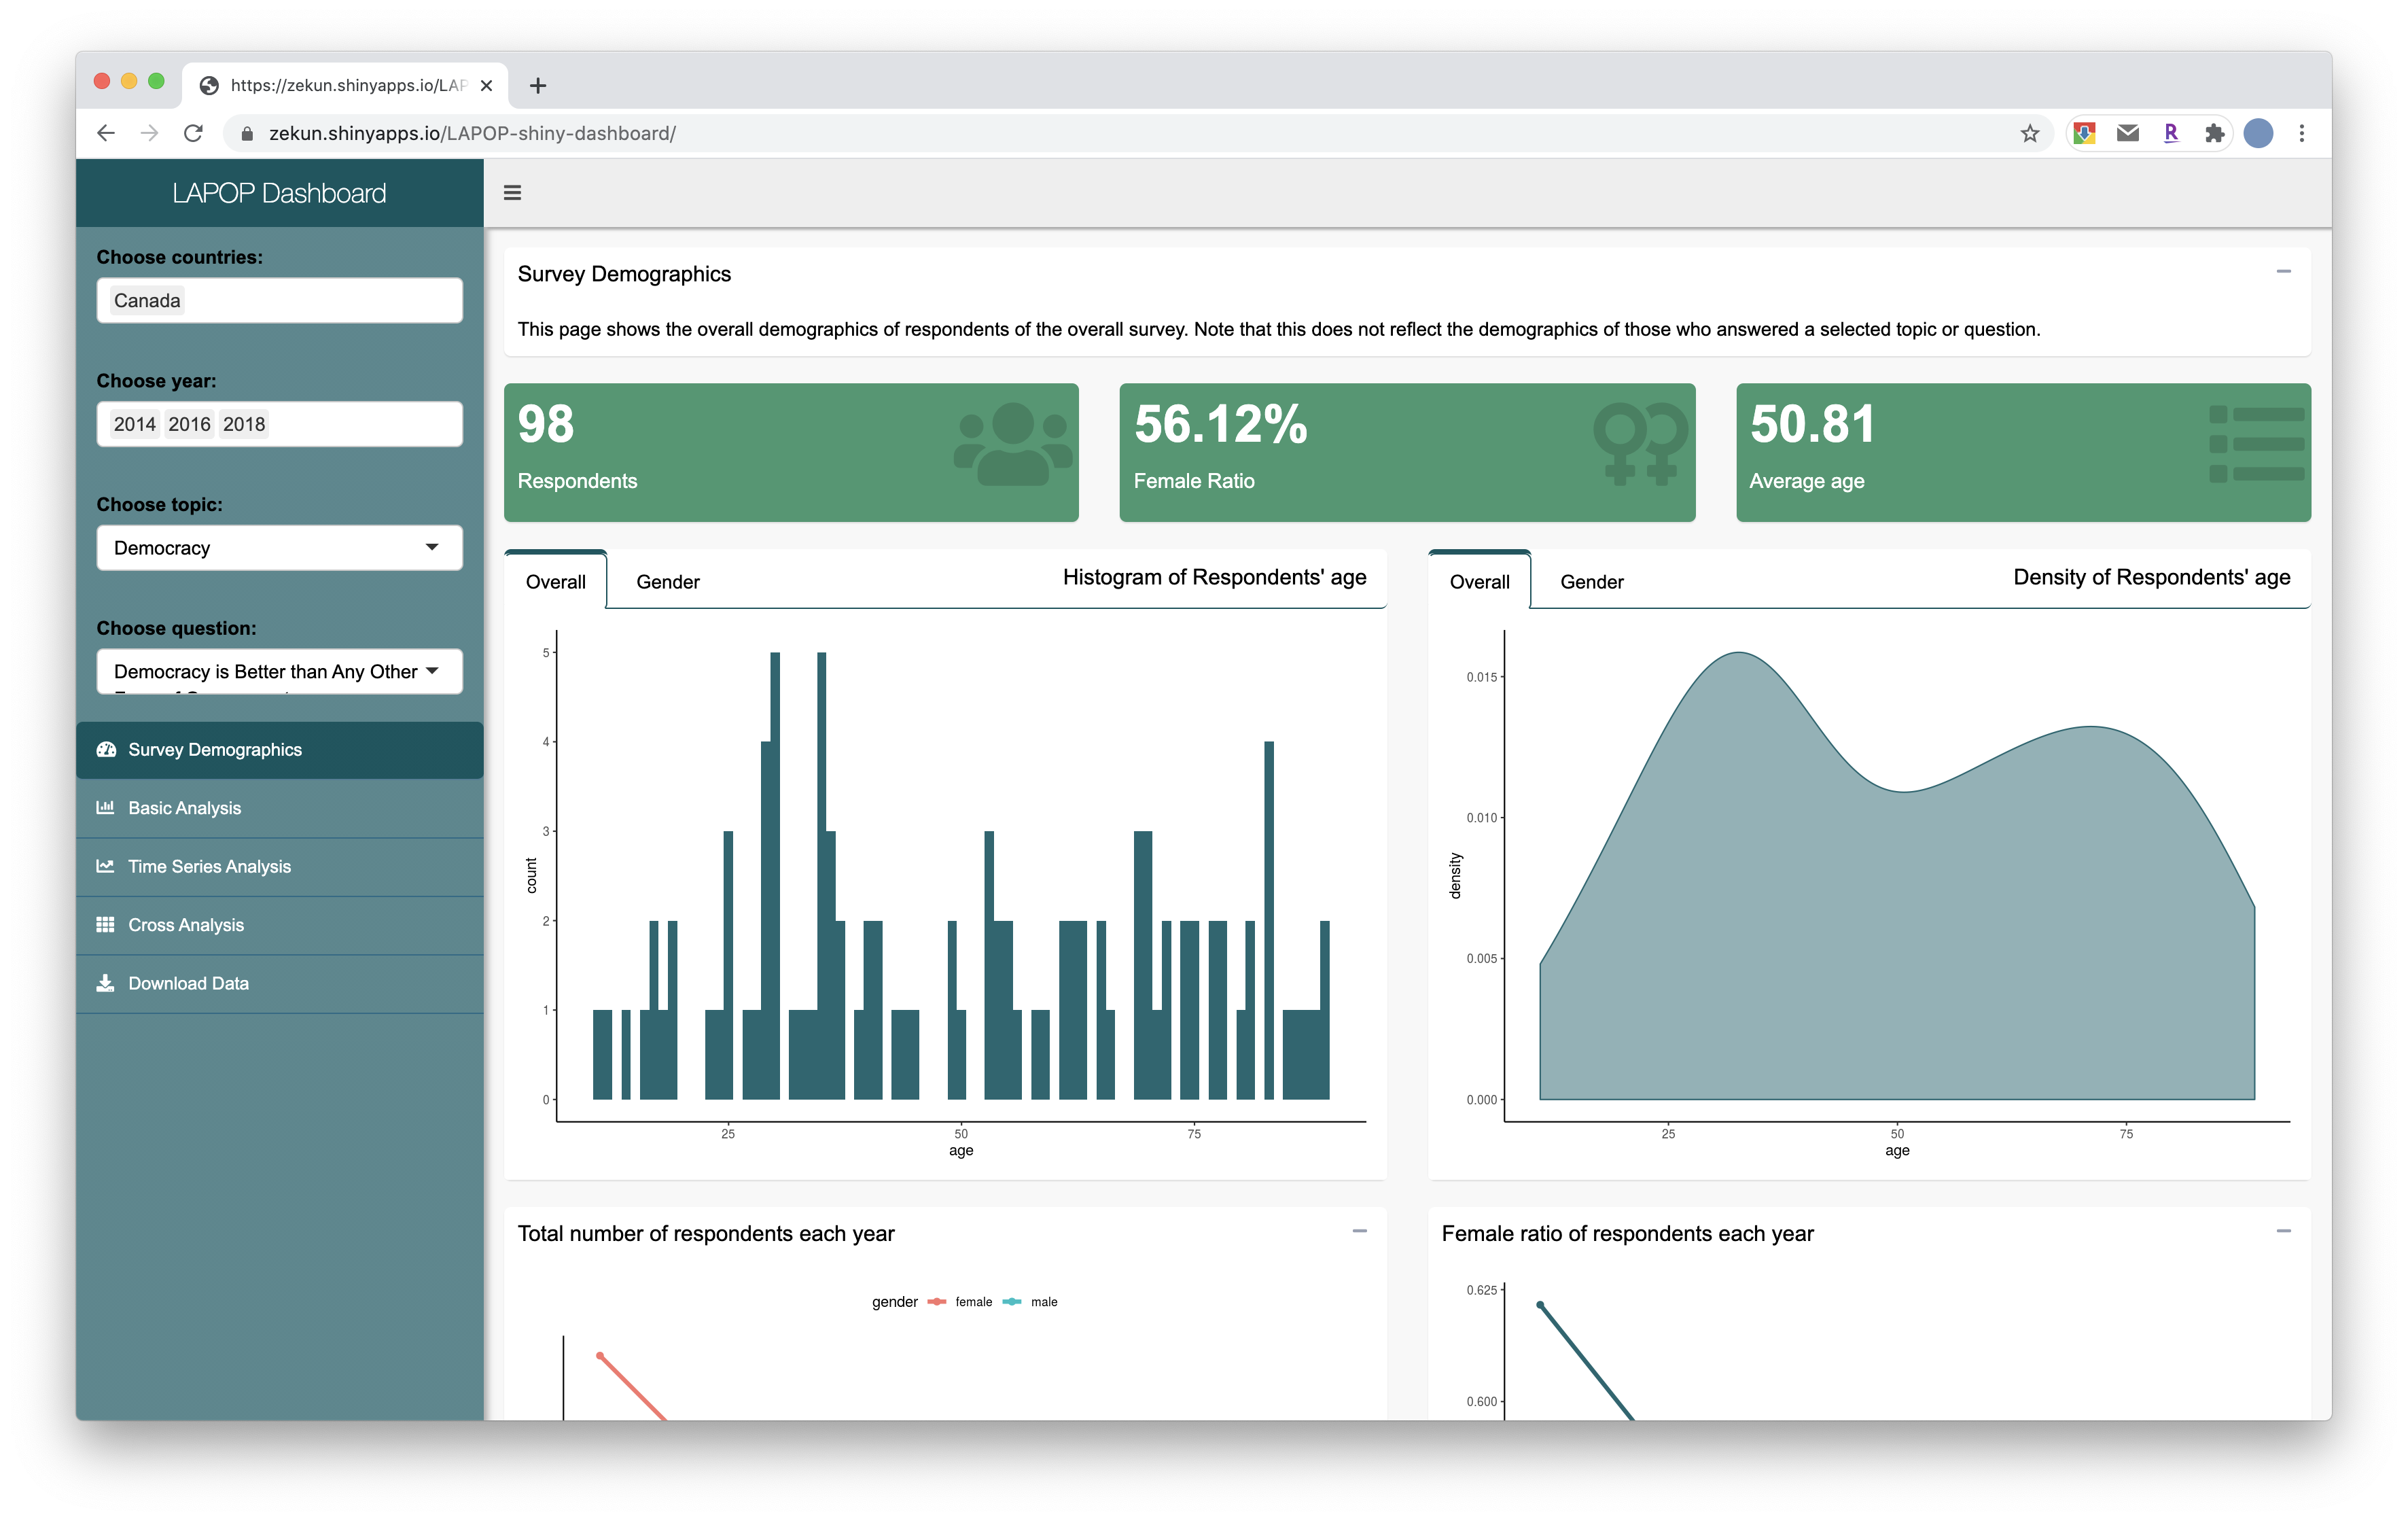 https://zekun.shinyapps.io/LAP
zekun.shinyapps.io/LAPOP-shiny-dashboard/
R
LAPOP Dashboard
Choose countries:
Canada
Choose year:
2014 2016 2018
Choose topic:
Democracy
Choose question:
Democracy is Better than Any Other
Survey Demographics
Basic Analysis
Time Series Analysis
Cross Analysis
Download Data
Survey Demographics
This page shows the overall demographics of respondents of the overall survey. Note that this does not reflect the demographics of those who answered a selected topic or question.
98
Respondents
56.12%
Female Ratio
50.81
Average age
Overall Gender Histogram of Respondents' age
5
4
3
2
1
0
count
25 50 75
age
Overall Gender Density of Respondents' age
0.015
0.010
0.005
0.000
density
25 50 75
age
Total number of respondents each year
gender female male
Female ratio of respondents each year
0.625
0.600